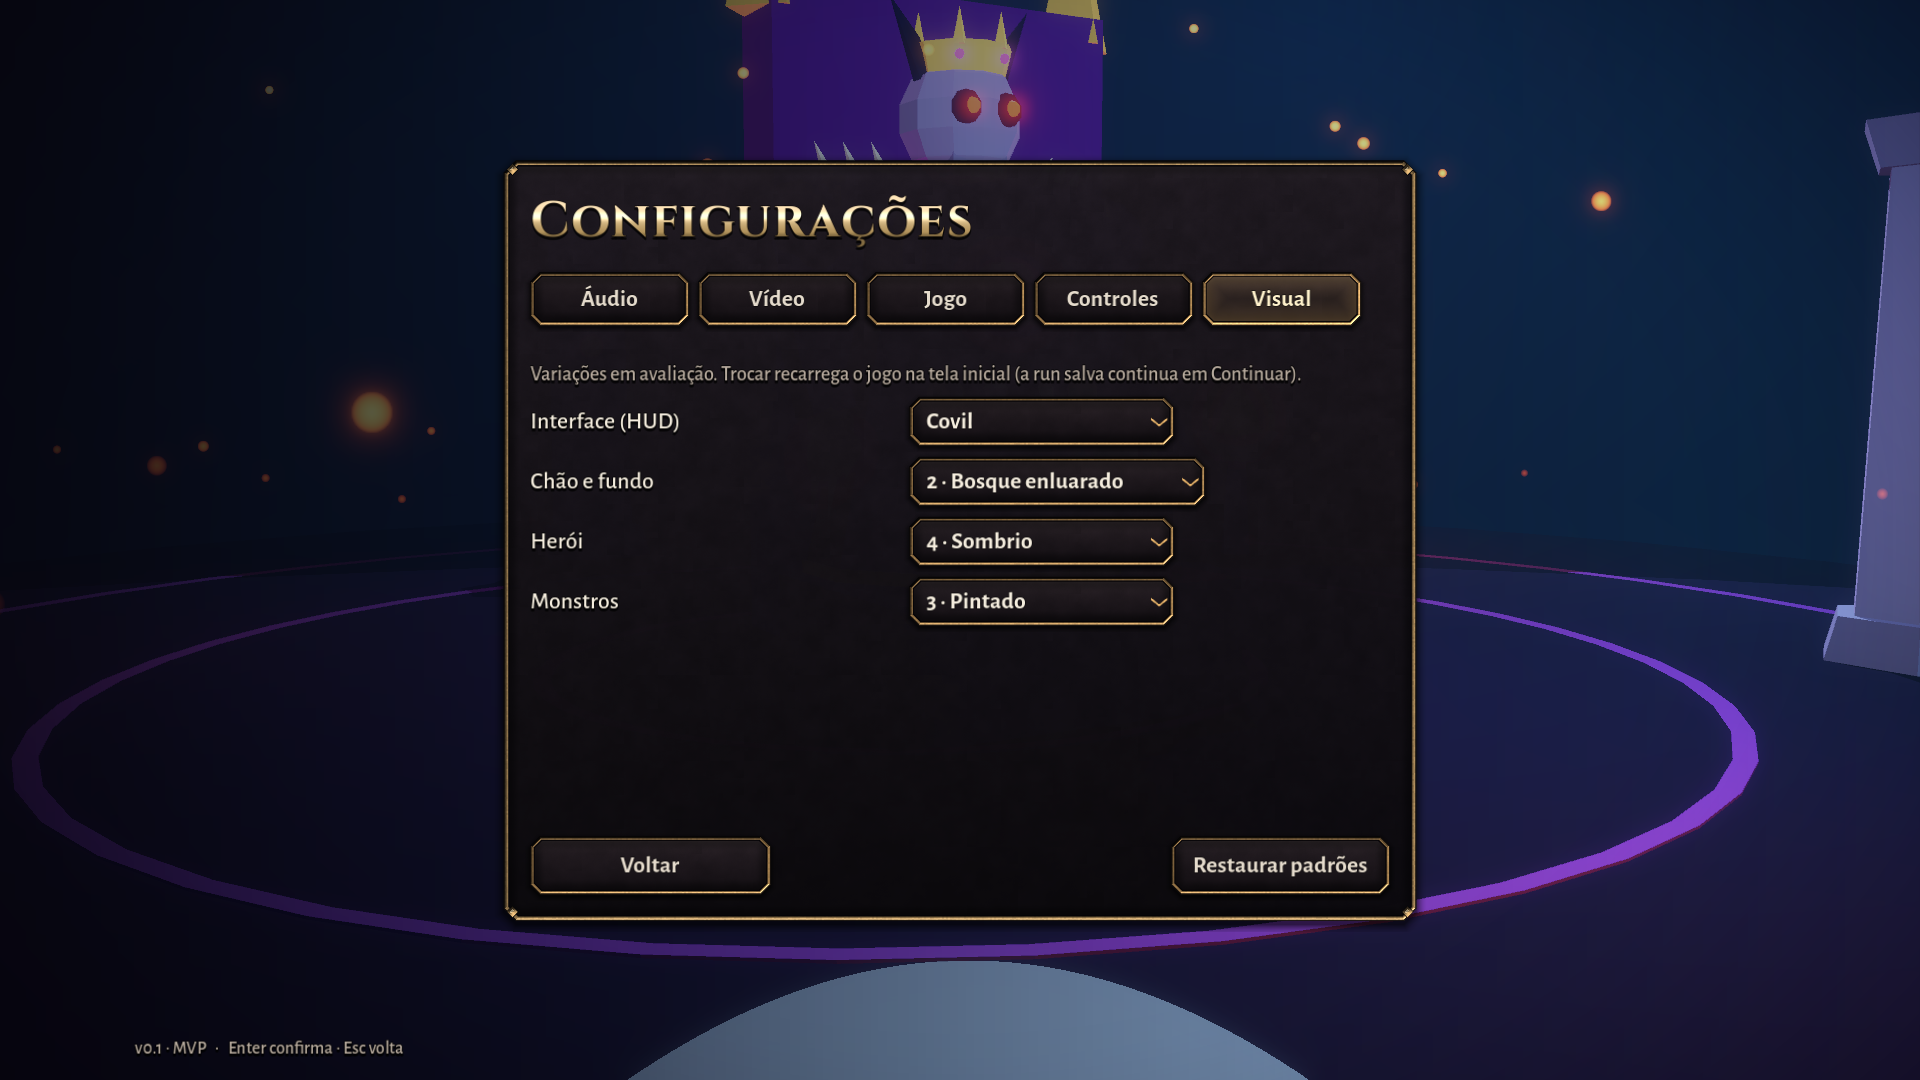 Configurações
Áudio
Vídeo
Jogo
Controles
Visual
Variações em avaliação. Trocar recarrega o jogo na tela inicial (a run salva continua em Continuar).
Interface (HUD)
Covil
Chão e fundo
2 · Bosque enluarado
Herói
4 · Sombrio
Monstros
3 · Pintado
Voltar
Restaurar padrões
v0.1 · MVP · Enter confirma · Esc volta